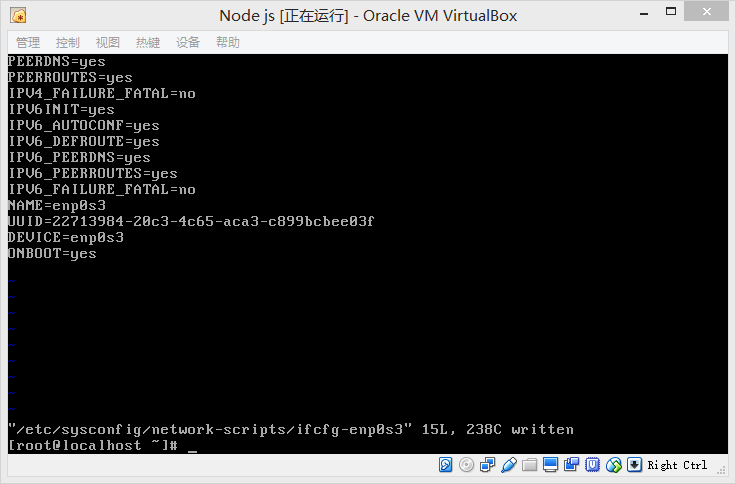 Node js [正在运行] - Oracle VM VirtualBox
管理 控制 视图 热键 设备 帮助
PEERDNS=yes
PEERROUTES=yes
IPV4_FAILURE_FATAL=no
IPV6INIT=yes
IPV6_AUTOCONF=yes
IPV6_DEFROUTE=yes
IPV6_PEERDNS=yes
IPV6_PEERROUTES=yes
IPV6_FAILURE_FATAL=no
NAME=enp0s3
UUID=22713984-20c3-4c65-aca3-c899bcbee03f
DEVICE=enp0s3
ONBOOT=yes
~
~
~
~
~
~
~
~
~
"/etc/sysconfig/network-scripts/ifcfg-enp0s3" 15L, 238C written
[root@localhost ~]# _
Right Ctrl